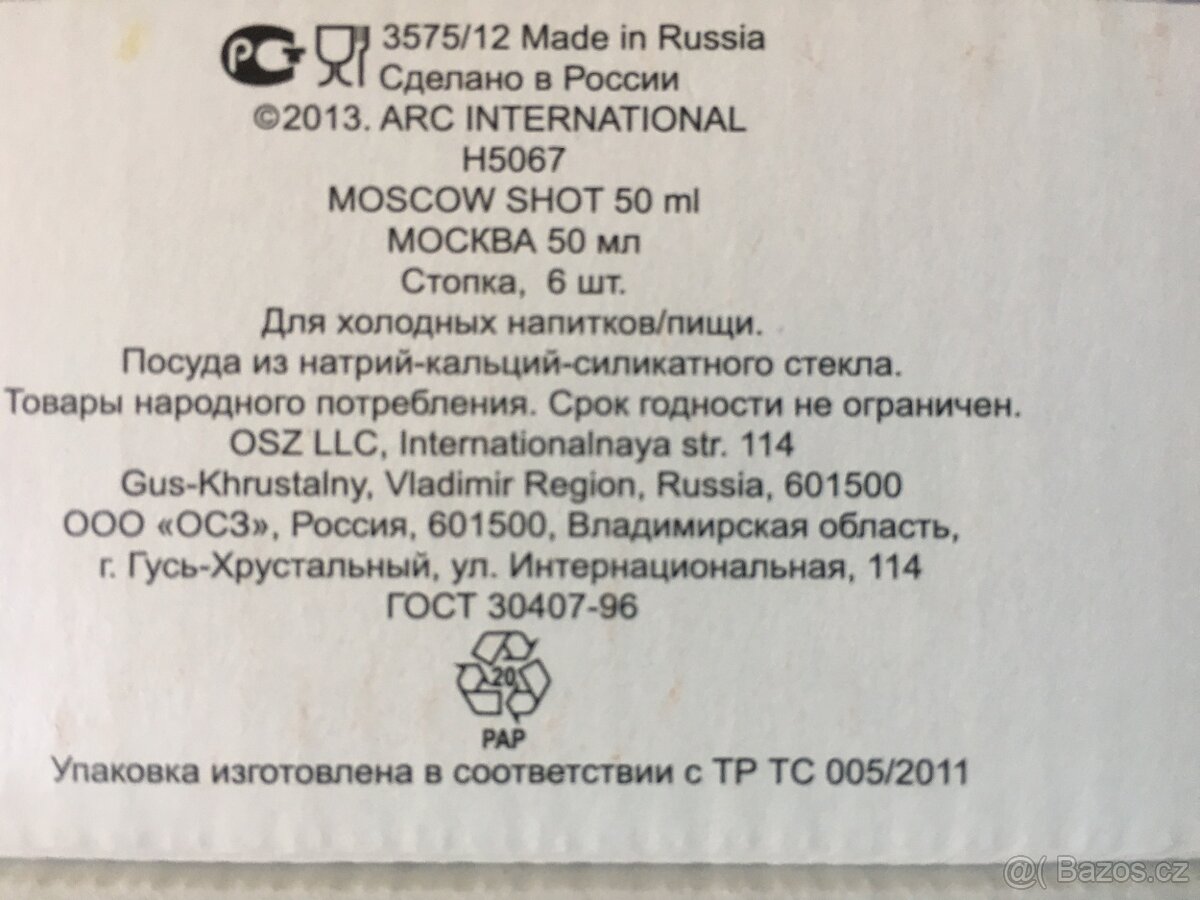 РСТ 3575/12 Made in Russia
Сделано в России
©2013. ARC INTERNATIONAL
H5067
MOSCOW SHOT 50 ml
МОСКВА 50 мл
Стопка, 6 шт.
Для холодных напитков/пищи.
Посуда из натрий-кальций-силикатного стекла.
Товары народного потребления. Срок годности не ограничен.
OSZ LLC, Internationalnaya str. 114
Gus-Khrustalny, Vladimir Region, Russia, 601500
ООО «ОСЗ», Россия, 601500, Владимирская область,
г. Гусь-Хрустальный, ул. Интернациональная, 114
ГОСТ 30407-96
20
PAP
Упаковка изготовлена в соответствии с ТР ТС 005/2011
@( Bazos.cz